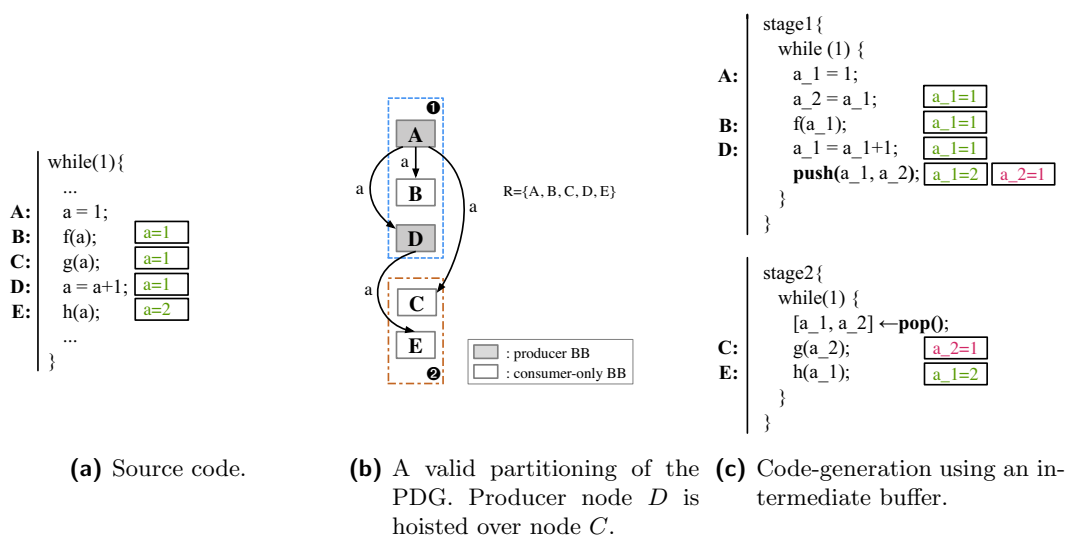 while(1){
...
A: a = 1;
B: f(a); a=1
C: g(a); a=1
D: a = a+1; a=1
E: h(a); a=2
...
}
(a) Source code.
❶
A
a
B
a
a
D
R={A, B, C, D, E}
a
C
E
❷
: producer BB
: consumer-only BB
(b) A valid partitioning of the
PDG. Producer node D is
hoisted over node C.
stage1{
while (1) {
A: a_1 = 1;
a_2 = a_1; a_1=1
B: f(a_1); a_1=1
D: a_1 = a_1+1; a_1=1
push(a_1, a_2); a_1=2 a_2=1
}
}
stage2{
while(1) {
[a_1, a_2] ←pop();
C: g(a_2); a_2=1
E: h(a_1); a_1=2
}
}
(c) Code-generation using an in-
termediate buffer.